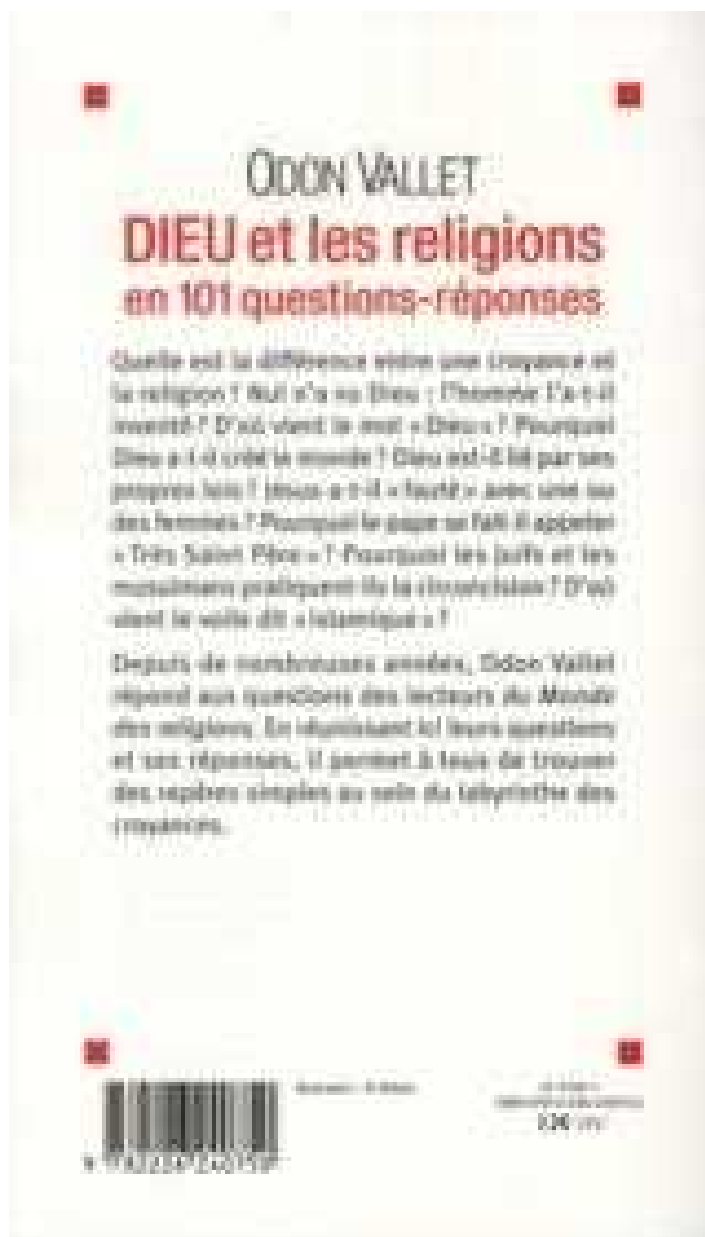 ODON VALLET
DIEU et les religions
en 101 questions-réponses
Quelle est la différence entre une croyance et
la religion ? Nul n'a vu Dieu : l'homme l'a-t-il
inventé ? D'où vient le mot « Dieu » ? Pourquoi
Dieu a-t-il créé le monde ? Dieu est-il lié par ses
propres lois ? Jésus a-t-il « fauté » avec une ou
des femmes ? Pourquoi le pape se fait-il appeler
« Très Saint Père » ? Pourquoi les juifs et les
musulmans pratiquent-ils la circoncision ? D'où
vient le voile dit « islamique » ?
Depuis de nombreuses années, Odon Vallet
répond aux questions des lecteurs du Monde
des religions. En réunissant ici leurs questions
et ses réponses, il permet à tous de trouver
des repères simples au sein du labyrinthe des
croyances.